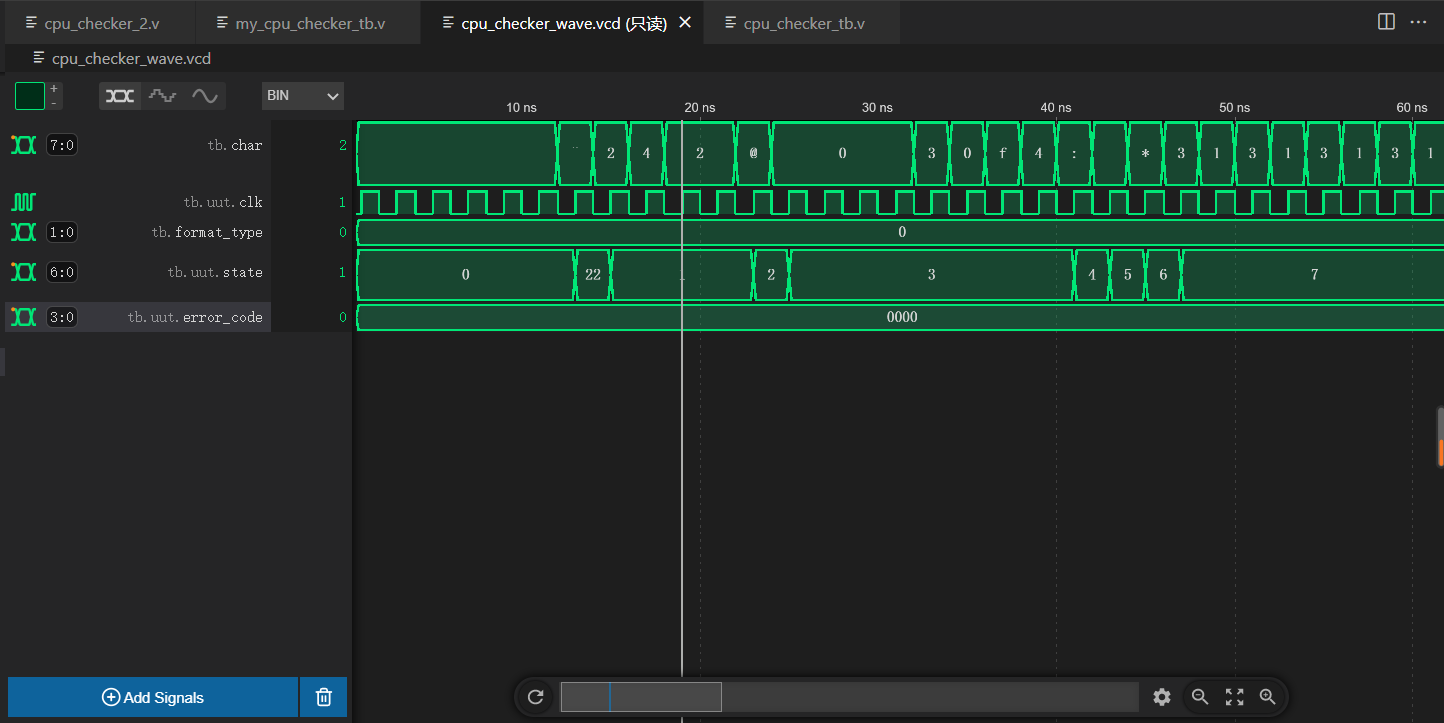 cpu_checker_2.v my_cpu_checker_tb.v cpu_checker_wave.vcd (只读) cpu_checker_tb.v
cpu_checker_wave.vcd
+
-
BIN
10 ns 20 ns 30 ns 40 ns 50 ns 60 ns
7:0 tb.char 2 2 4 2 @ 0 3 0 f 4 : * 3 1 3 1 3 1 3 1
tb.uut.clk 1
1:0 tb.format_type 0 0
6:0 tb.uut.state 1 0 22 1 2 3 4 5 6 7
3:0 tb.uut.error_code 0 0000
Add Signals